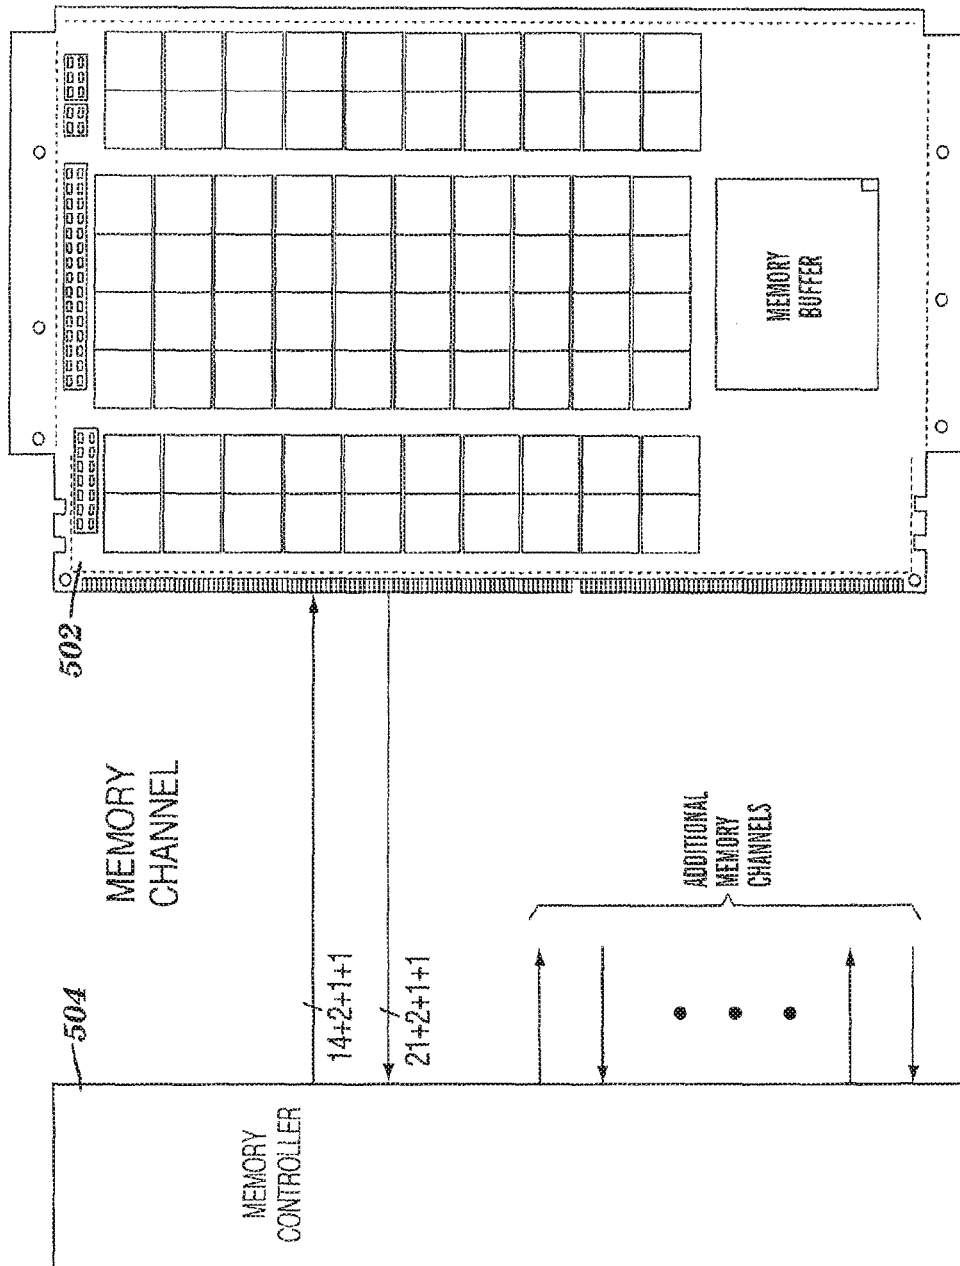 502
MEMORY
BUFFER
MEMORY
CHANNEL
504
14+2+1+1
21+2+1+1
ADDITIONAL
MEMORY
CHANNELS
MEMORY
CONTROLLER